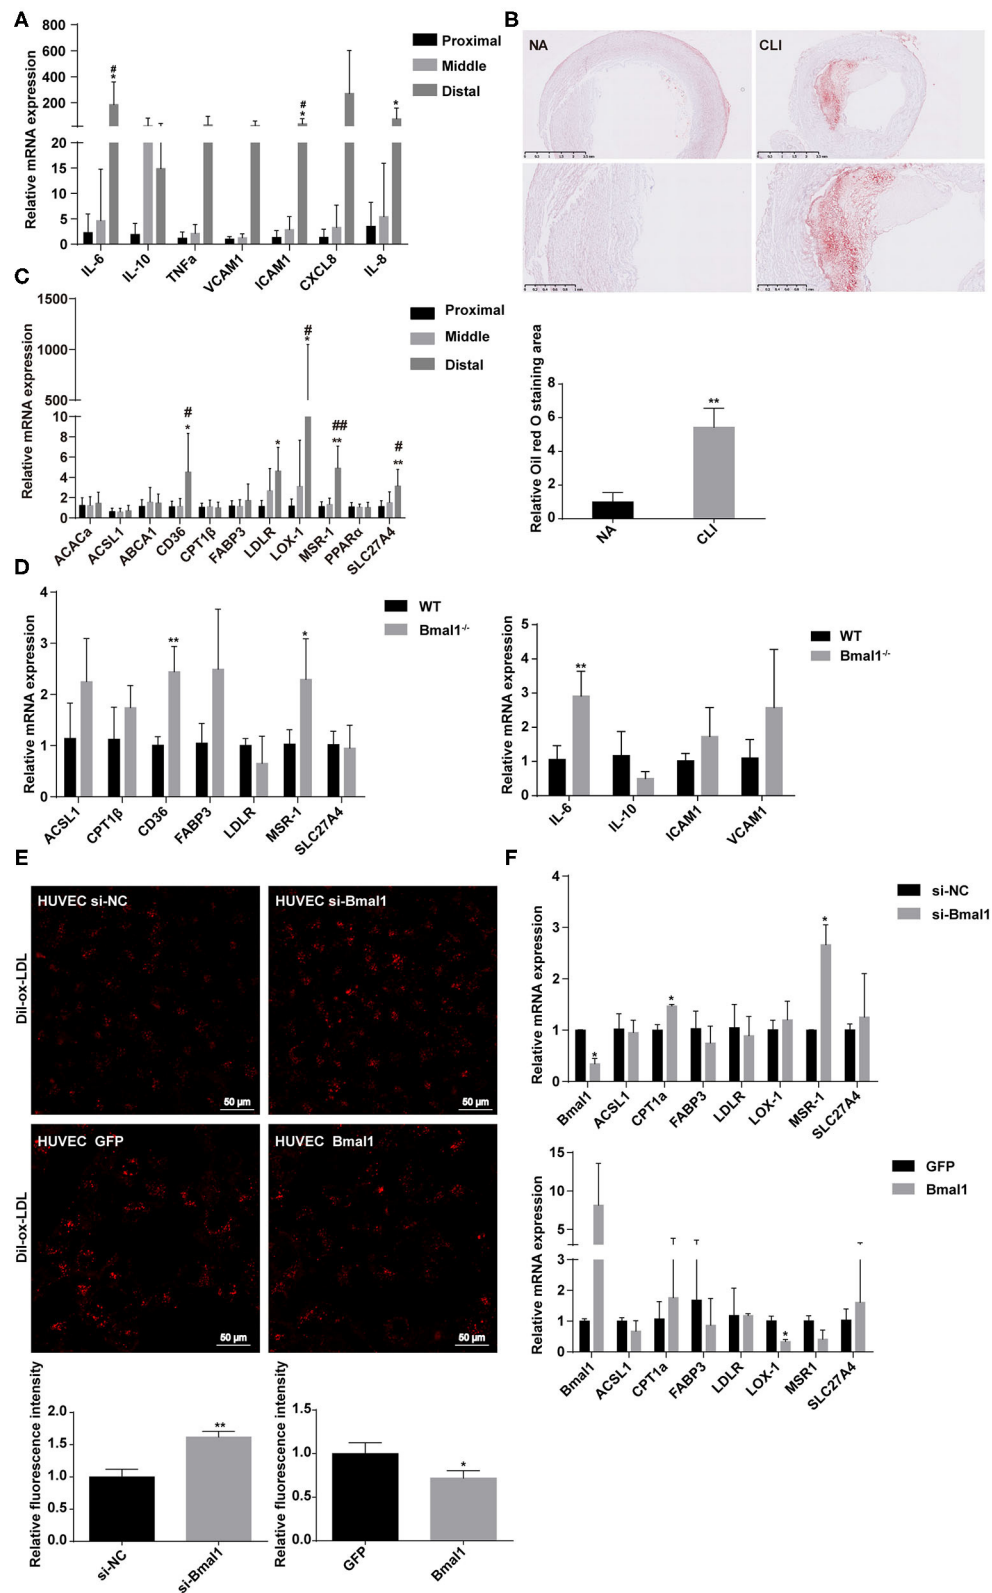 A
Relative mRNA expression
800
600
400
200
20
15
10
5
0
#
*
#
*
*
IL-6
IL-10
TNFa
VCAM1
ICAM1
CXCL8
IL-8
Proximal
Middle
Distal
B
NA
CLI
Relative Oil red O staining area
8
6
4
2
0
**
NA
CLI
C
Relative mRNA expression
1500
1000
500
10
8
6
4
2
0
#
*
*
#
*
##
**
#
**
ACACa
ACSL1
ABCA1
CD36
CPT1β
FABP3
LDLR
LOX-1
MSR-1
PPARα
SLC27A4
Proximal
Middle
Distal
D
Relative mRNA expression
4
3
2
1
0
**
*
ACSL1
CPT1β
CD36
FABP3
LDLR
MSR-1
SLC27A4
WT
Bmal1-/-
Relative mRNA expression
5
4
3
2
1
0
**
IL-6
IL-10
ICAM1
VCAM1
WT
Bmal1-/-
E
Dil-ox-LDL
HUVEC si-NC
50 μm
HUVEC si-Bmal1
50 μm
Dil-ox-LDL
HUVEC GFP
50 μm
HUVEC Bmal1
50 μm
Relative fluorescence intensity
2.0
1.5
1.0
0.5
0.0
**
si-NC
si-Bmal1
Relative fluorescence intensity
1.5
1.0
0.5
0.0
*
GFP
Bmal1
F
Relative mRNA expression
4
3
2
1
0
*
*
*
Bmal1
ACSL1
CPT1a
FABP3
LDLR
LOX-1
MSR-1
SLC27A4
si-NC
si-Bmal1
Relative mRNA expression
15
10
5
3
2
1
0
*
Bmal1
ACSL1
CPT1a
FABP3
LDLR
LOX-1
MSR1
SLC27A4
GFP
Bmal1